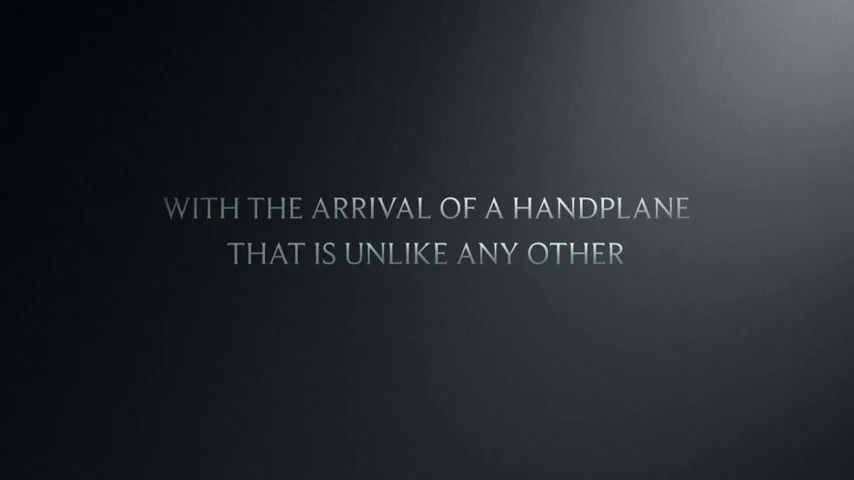 WITH THE ARRIVAL OF A HANDPLANE
THAT IS UNLIKE ANY OTHER